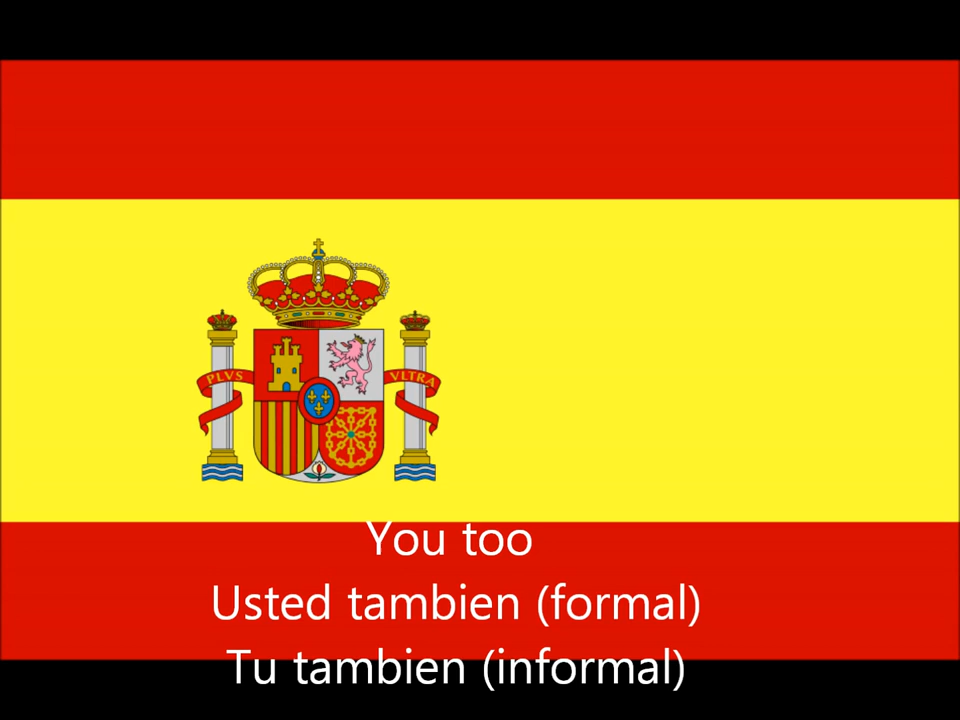 PLVS VLTRA
You too
Usted tambien (formal)
Tu tambien (informal)